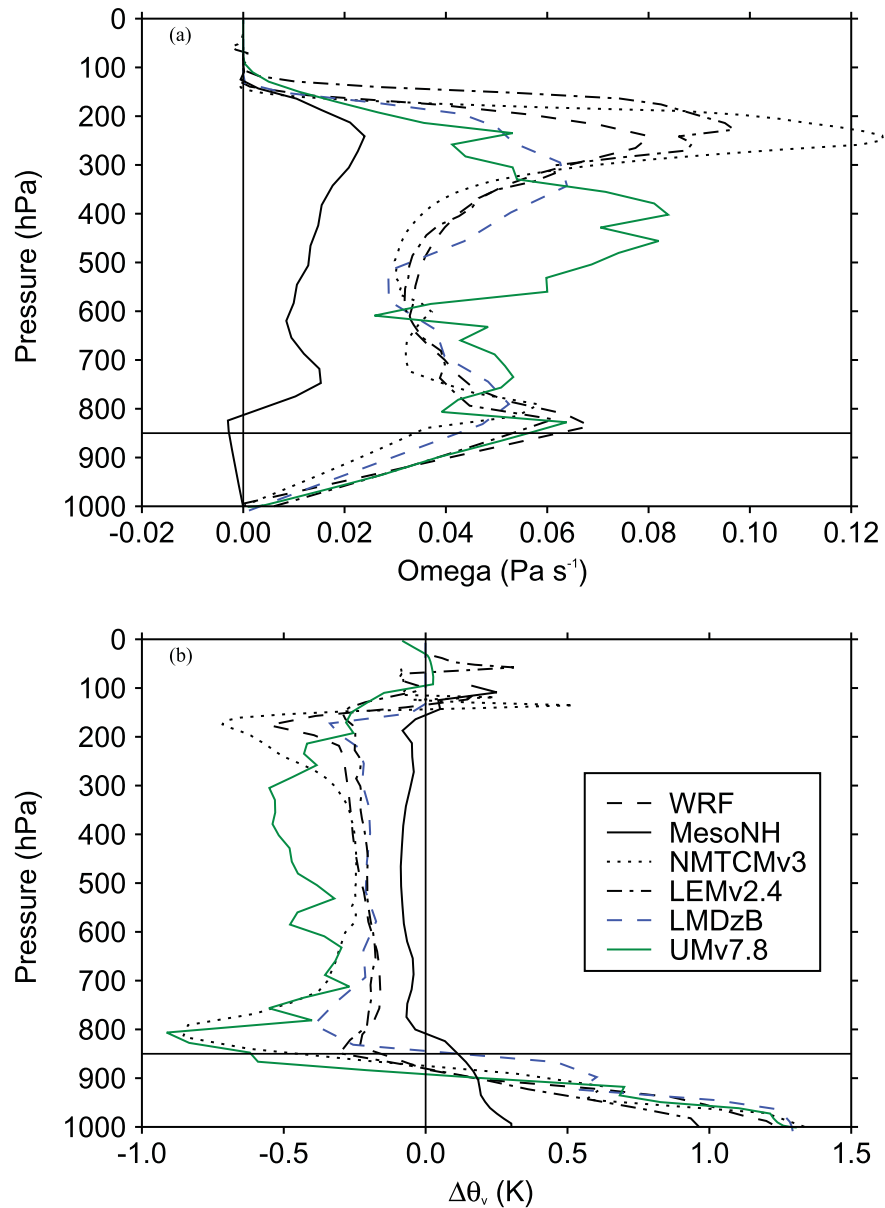 (a)
0
100
200
300
400
500
600
700
800
900
1000
Pressure (hPa)
-0.02 0.00 0.02 0.04 0.06 0.08 0.10 0.12
Omega (Pa s⁻¹)
(b)
0
100
200
300
400
500
600
700
800
900
1000
Pressure (hPa)
WRF
MesoNH
NMTCMv3
LEMv2.4
LMDzB
UMv7.8
-1.0 -0.5 0.0 0.5 1.0 1.5
Δθᵥ (K)